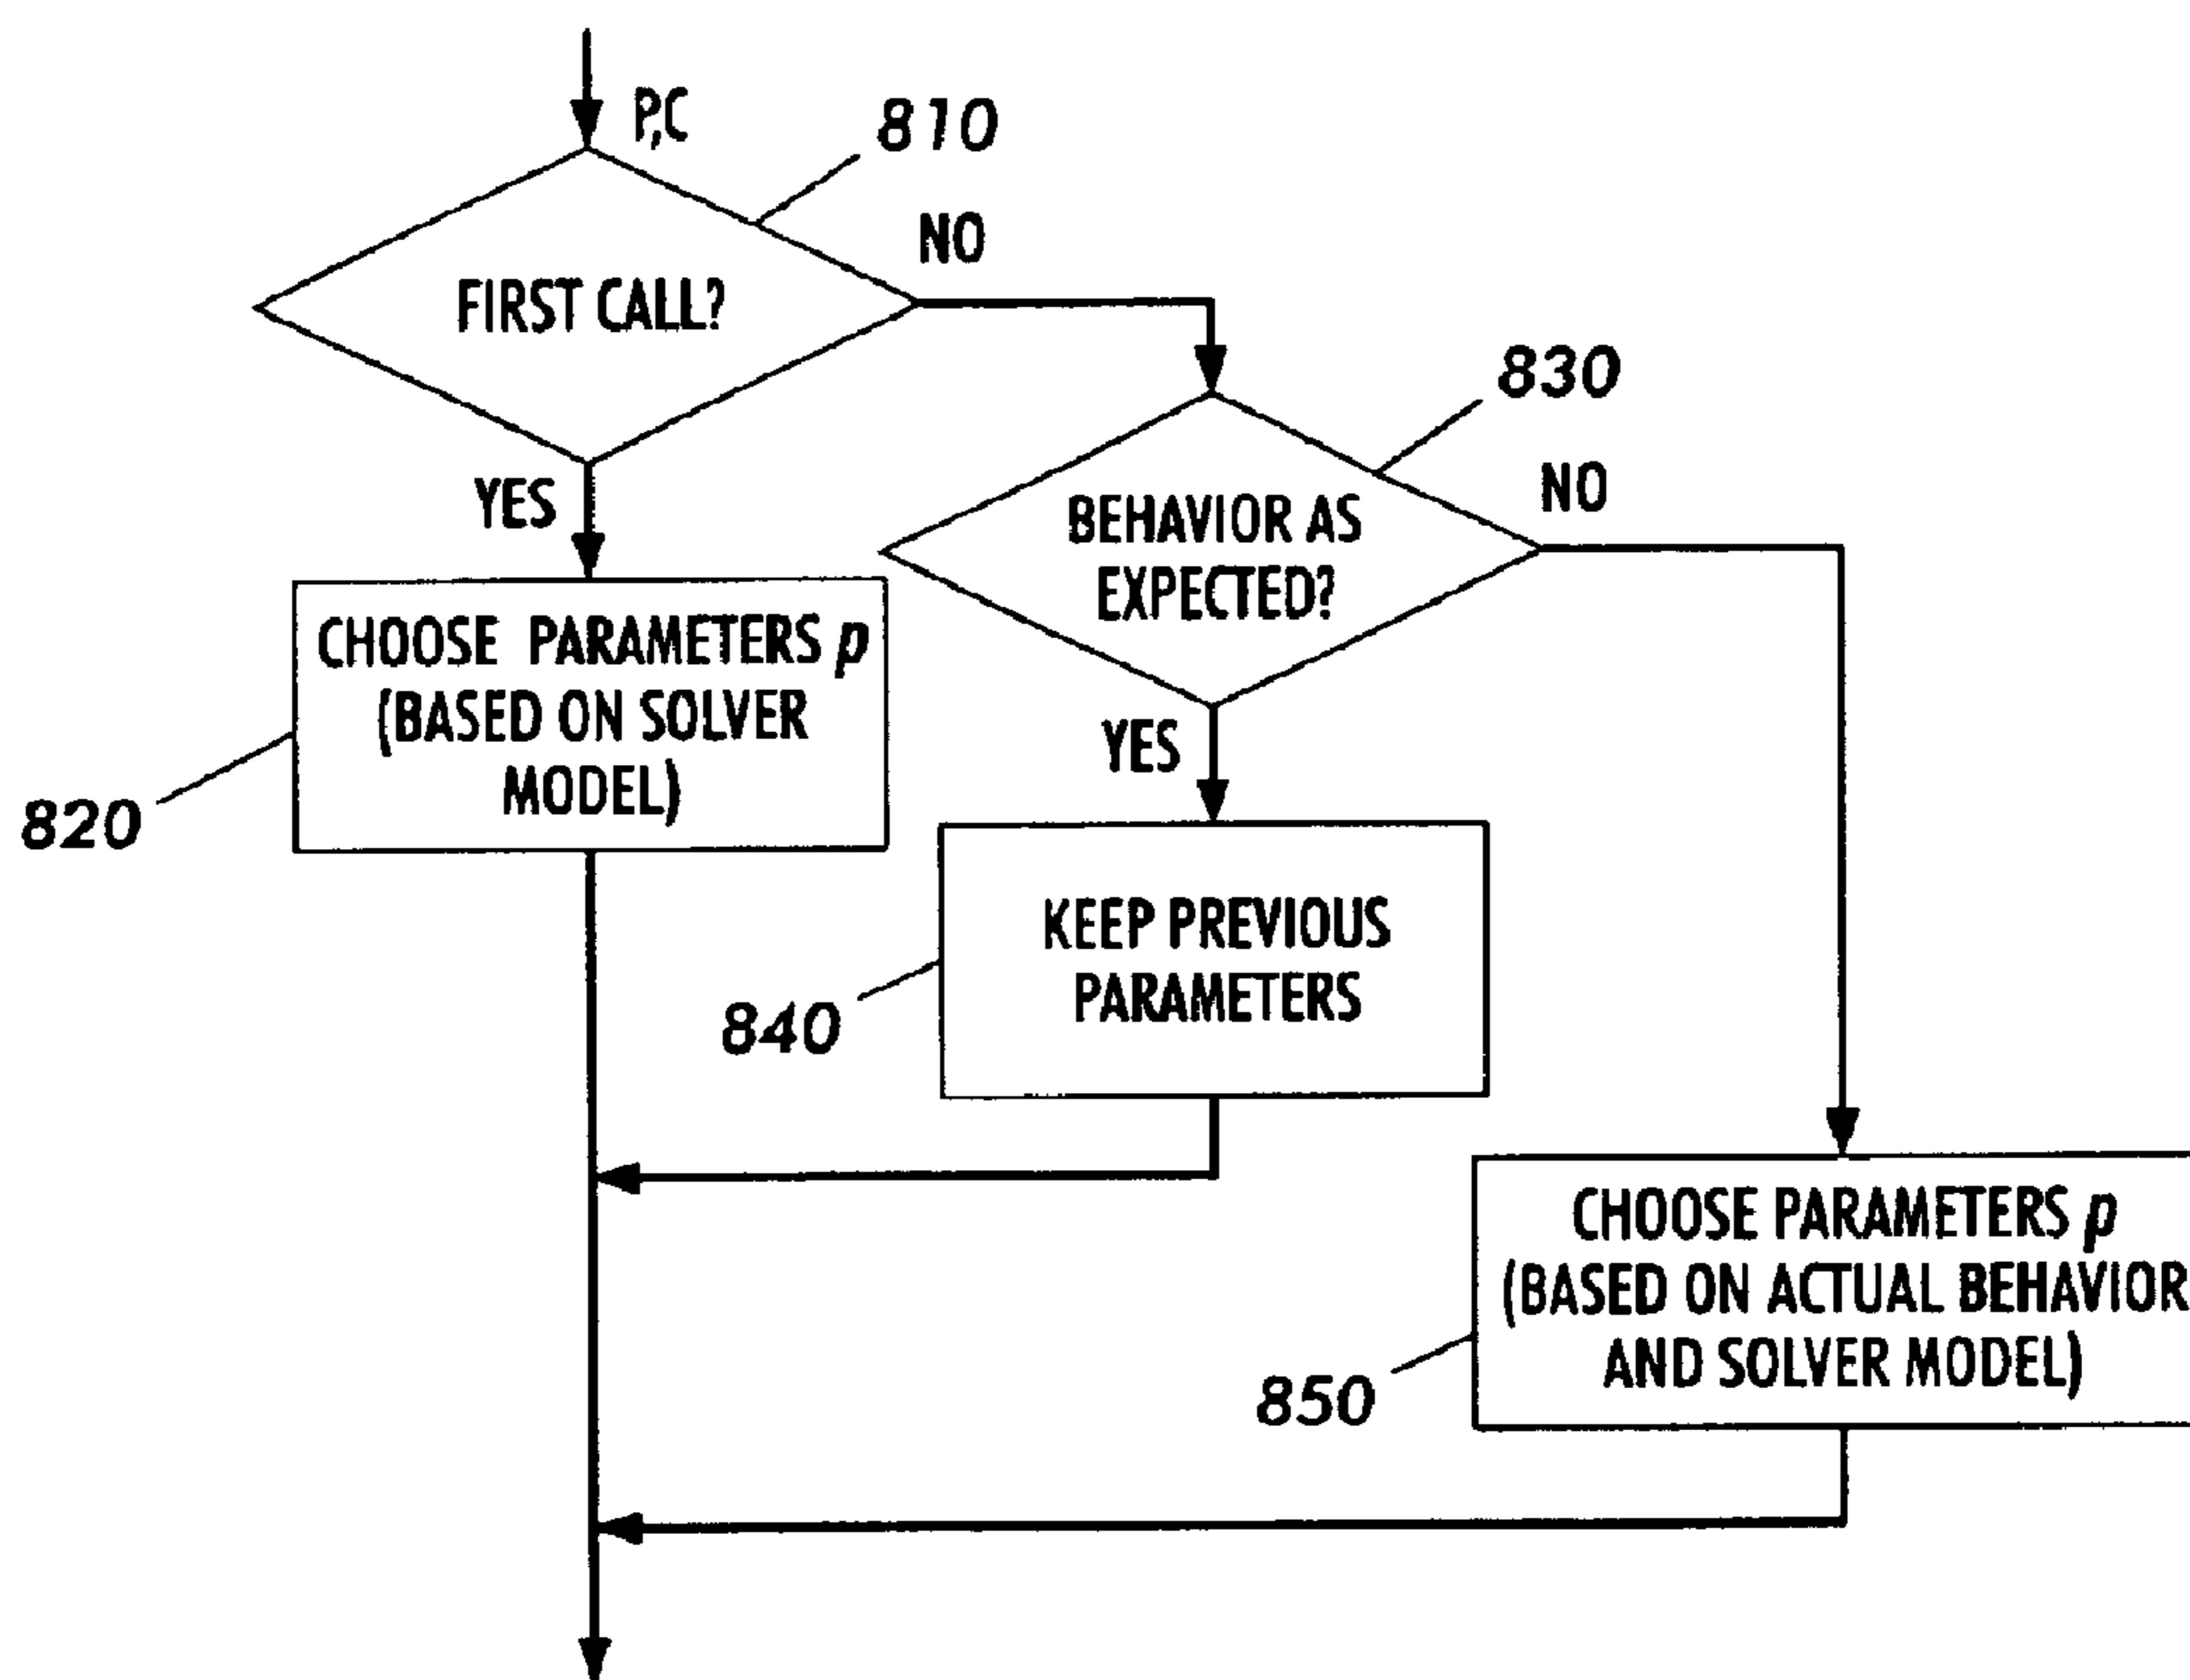 P,C
810
NO
FIRST CALL?
YES
830
NO
BEHAVIOR AS
EXPECTED?
YES
CHOOSE PARAMETERS p
(BASED ON SOLVER
MODEL)
820
KEEP PREVIOUS
PARAMETERS
840
CHOOSE PARAMETERS p
(BASED ON ACTUAL BEHAVIOR
AND SOLVER MODEL)
850